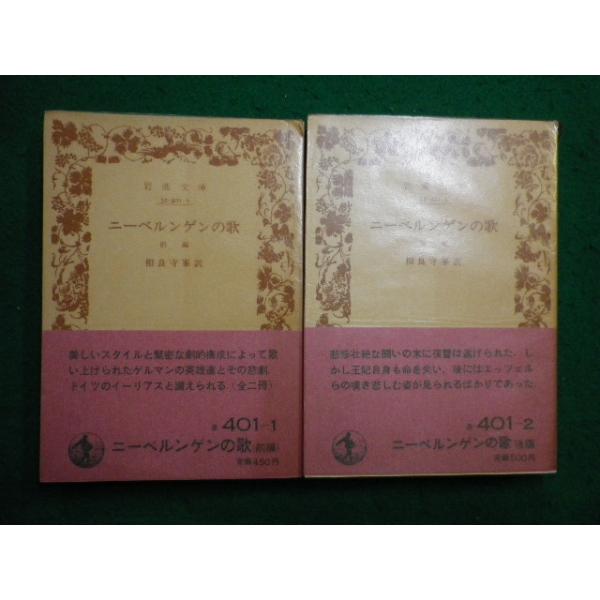 岩波文庫
32-401-1
ニーベルンゲンの歌
前編
相良守峯訳
美しいスタイルと緊密な劇的構成によって歌
い上げられたゲルマンの英雄達とその悲劇.
ドイツのイーリアスと讃えられる.(全二冊)
赤 401-1
ニーベルンゲンの歌(前編)
定価450円
ニーベルンゲンの歌
相良守峯訳
悲惨壮絶な闘いの末に復讐は遂げられた.し
かし王妃自身も命を失い,後にはエッツェル
らの嘆き悲しむ姿が見られるばかりであった.
赤 401-2
ニーベルンゲンの歌(後編)
定価500円